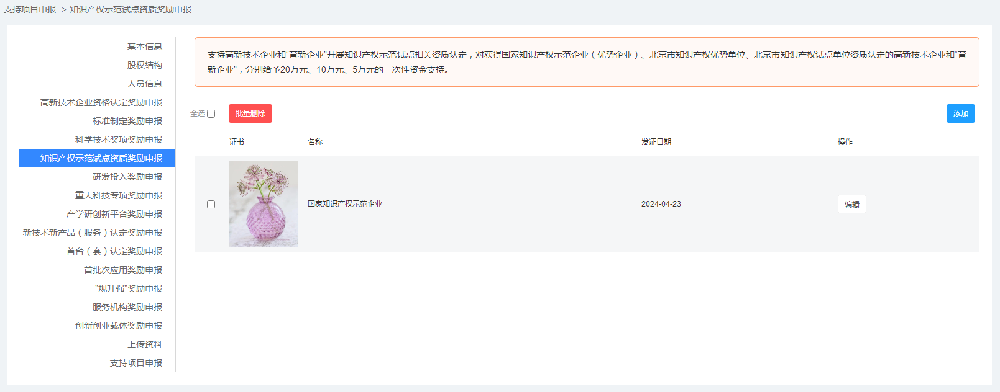 支持项目申报 > 知识产权示范试点资质奖励申报
基本信息
股权结构
人员信息
高新技术企业资格认定奖励申报
标准制定奖励申报
科学技术奖项奖励申报
知识产权示范试点资质奖励申报
研发投入奖励申报
重大科技专项奖励申报
产学研创新平台奖励申报
新技术新产品（服务）认定奖励申报
首台（套）认定奖励申报
首批次应用奖励申报
"规升强"奖励申报
服务机构奖励申报
创新创业载体奖励申报
上传资料
支持项目申报
支持高新技术企业和“育新企业”开展知识产权示范试点相关资质认定，对获得国家知识产权示范企业（优势企业）、北京市知识产权优势单位、北京市知识产权试点单位资质认定的高新技术企业和“育
新企业”，分别给予20万元、10万元、5万元的一次性资金支持。
全选 批量删除 添加
证书 名称 发证日期 操作
国家知识产权示范企业 2024-04-23 编辑